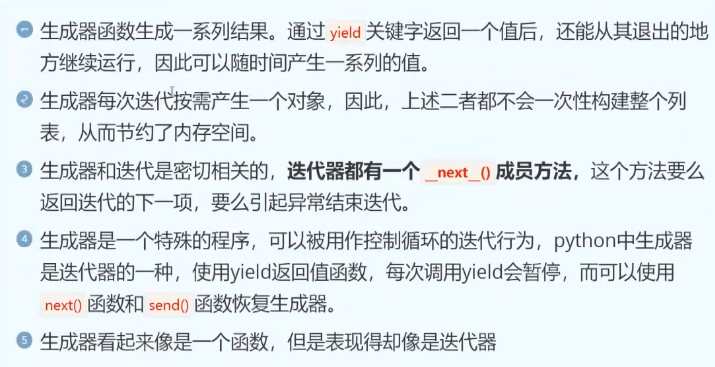 1 生成器函数生成一系列结果。通过 yield 关键字返回一个值后，还能从其退出的地
方继续运行，因此可以随时间产生一系列的值。
2 生成器每次迭代按需产生一个对象，因此，上述二者都不会一次性构建整个列
表，从而节约了内存空间。
3 生成器和迭代是密切相关的，迭代器都有一个 __next__() 成员方法，这个方法要么
返回迭代的下一项，要么引起异常结束迭代。
4 生成器是一个特殊的程序，可以被用作控制循环的迭代行为，python中生成器
是迭代器的一种，使用yield返回值函数，每次调用yield会暂停，而可以使用
next() 函数和 send() 函数恢复生成器。
5 生成器看起来像是一个函数，但是表现得却像是迭代器